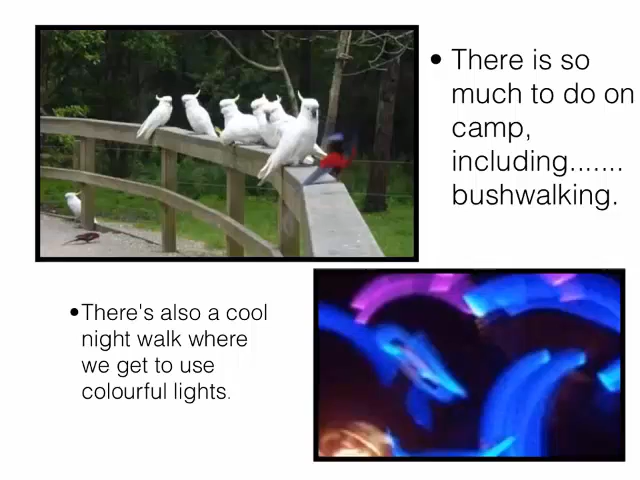 • There is so
much to do on
camp,
including.......
bushwalking.
•There's also a cool
night walk where
we get to use
colourful lights.